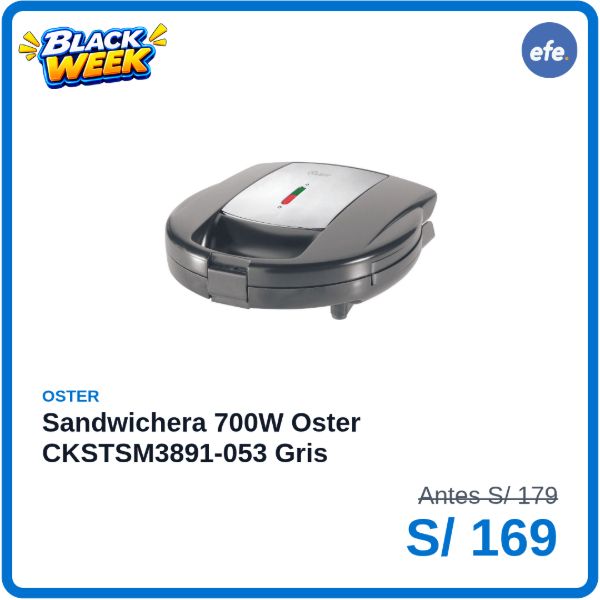 BLACK
WEEK
efe.
OSTER
Sandwichera 700W Oster
CKSTSM3891-053 Gris
Antes S/ 179
S/ 169